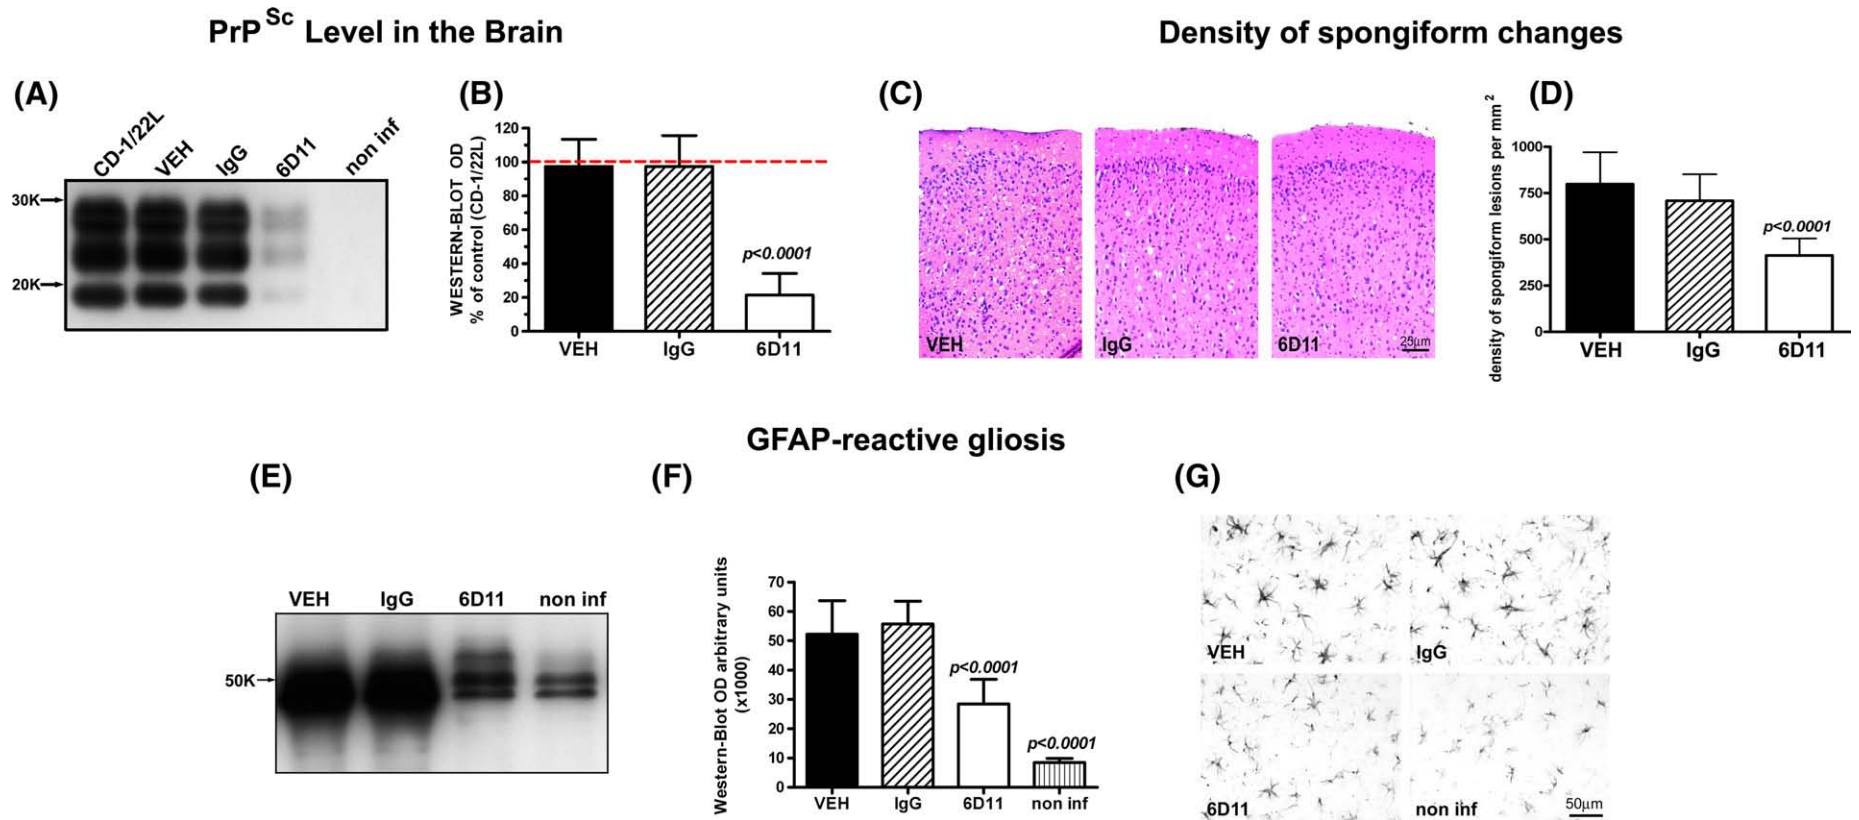 PrP^Sc Level in the Brain
Density of spongiform changes
(A)
CD-1/22L
VEH
IgG
6D11
non inf
30K
20K
(B)
WESTERN-BLOT OD
% of control (CD-1/22L)
120
100
80
60
40
20
0
p<0.0001
VEH
IgG
6D11
(C)
VEH
IgG
6D11
25µm
(D)
density of spongiform lesions per mm^2
1000
750
500
250
0
p<0.0001
VEH
IgG
6D11
GFAP-reactive gliosis
(E)
VEH
IgG
6D11
non inf
50K
(F)
Western-Blot OD arbitrary units
(x1000)
70
60
50
40
30
20
10
0
p<0.0001
p<0.0001
VEH
IgG
6D11
non inf
(G)
VEH
IgG
6D11
non inf
50µm